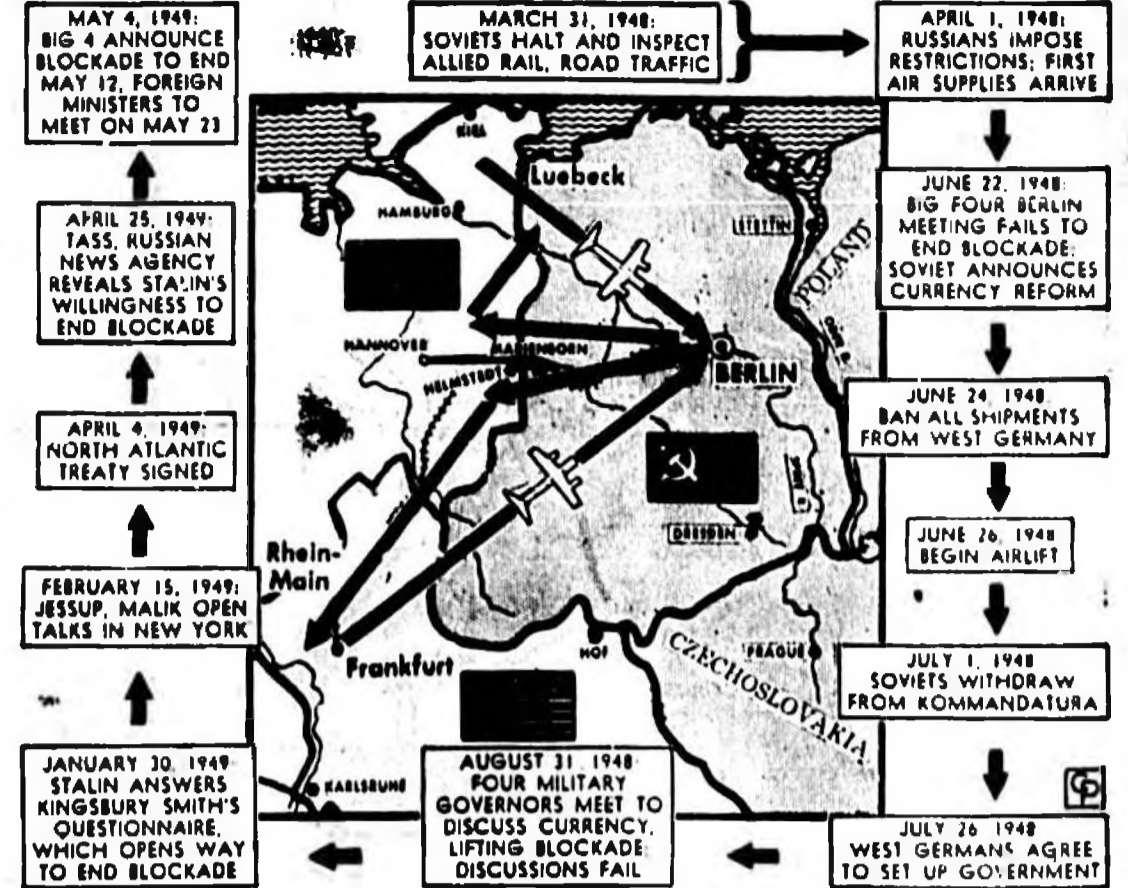 MARCH 31, 1948:
SOVIETS HALT AND INSPECT
ALLIED RAIL, ROAD TRAFFIC
APRIL 1, 1948:
RUSSIANS IMPOSE
RESTRICTIONS; FIRST
AIR SUPPLIES ARRIVE
JUNE 22, 1948:
BIG FOUR BERLIN
MEETING FAILS TO
END BLOCKADE;
SOVIET ANNOUNCES
CURRENCY REFORM
JUNE 24, 1948
BAN ALL SHIPMENTS
FROM WEST GERMANY
JUNE 26, 1948
BEGIN AIRLIFT
JULY 1, 1948
SOVIETS WITHDRAW
FROM KOMMANDATURA
JULY 26, 1948
WEST GERMANS AGREE
TO SET UP GOVERNMENT
AUGUST 31, 1948:
FOUR MILITARY
GOVERNORS MEET TO
DISCUSS CURRENCY,
LIFTING BLOCKADE;
DISCUSSIONS FAIL
JANUARY 30, 1949
STALIN ANSWERS
KINGSBURY SMITH'S
QUESTIONNAIRE,
WHICH OPENS WAY
TO END BLOCKADE
FEBRUARY 15, 1949:
JESSUP, MALIK OPEN
TALKS IN NEW YORK
APRIL 4, 1949:
NORTH ATLANTIC
TREATY SIGNED
APRIL 25, 1949:
TASS, RUSSIAN
NEWS AGENCY
REVEALS STALIN'S
WILLINGNESS TO
END BLOCKADE
MAY 4, 1949:
BIG 4 ANNOUNCE
BLOCKADE TO END
MAY 12, FOREIGN
MINISTERS TO
MEET ON MAY 23
KIEL
Luebeck
HAMBURG
STETTIN
POLAND
ODER R.
HANNOVER
MARIENBORN
HELMSTEDT
BERLIN
DRESDEN
Rhein-
Main
Frankfurt
HOF
PRAGUE
CZECHOSLOVAKIA
KARLSRUHE
CP